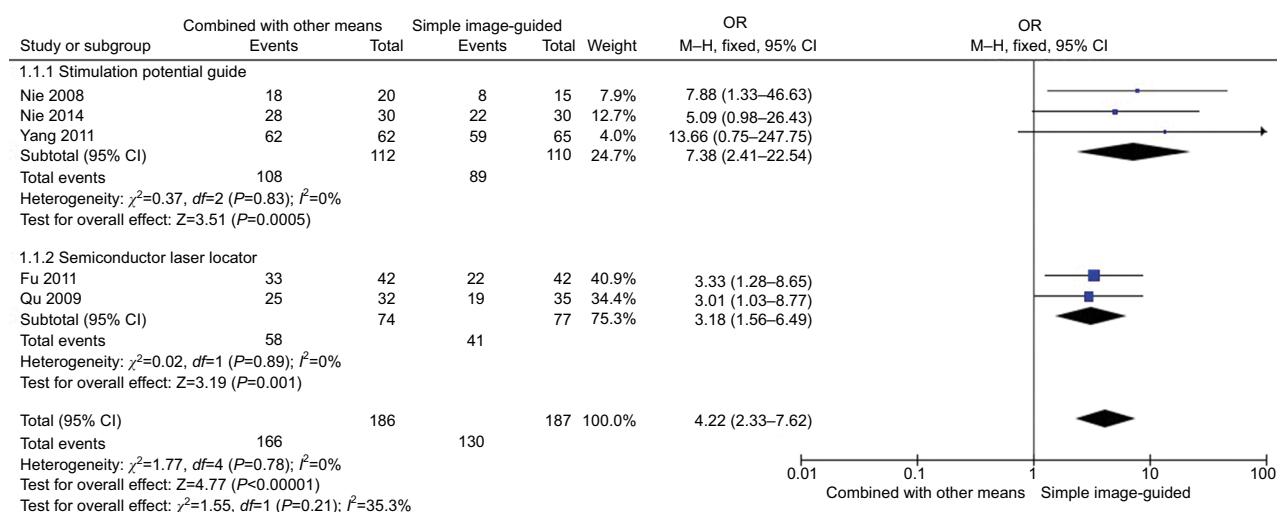 Combined with other means Simple image-guided OR OR
Study or subgroup Events Total Events Total Weight M–H, fixed, 95% CI M–H, fixed, 95% CI
1.1.1 Stimulation potential guide
Nie 2008 18 20 8 15 7.9% 7.88 (1.33–46.63)
Nie 2014 28 30 22 30 12.7% 5.09 (0.98–26.43)
Yang 2011 62 62 59 65 4.0% 13.66 (0.75–247.75)
Subtotal (95% CI) 112 110 24.7% 7.38 (2.41–22.54)
Total events 108 89
Heterogeneity: χ²=0.37, df=2 (P=0.83); I²=0%
Test for overall effect: Z=3.51 (P=0.0005)
1.1.2 Semiconductor laser locator
Fu 2011 33 42 22 42 40.9% 3.33 (1.28–8.65)
Qu 2009 25 32 19 35 34.4% 3.01 (1.03–8.77)
Subtotal (95% CI) 74 77 75.3% 3.18 (1.56–6.49)
Total events 58 41
Heterogeneity: χ²=0.02, df=1 (P=0.89); I²=0%
Test for overall effect: Z=3.19 (P=0.001)
Total (95% CI) 186 187 100.0% 4.22 (2.33–7.62)
Total events 166 130
Heterogeneity: χ²=1.77, df=4 (P=0.78); I²=0%
Test for overall effect: Z=4.77 (P<0.00001)
Test for overall effect: χ²=1.55, df=1 (P=0.21); I²=35.3%
0.01 0.1 1 10 100
Combined with other means Simple image-guided